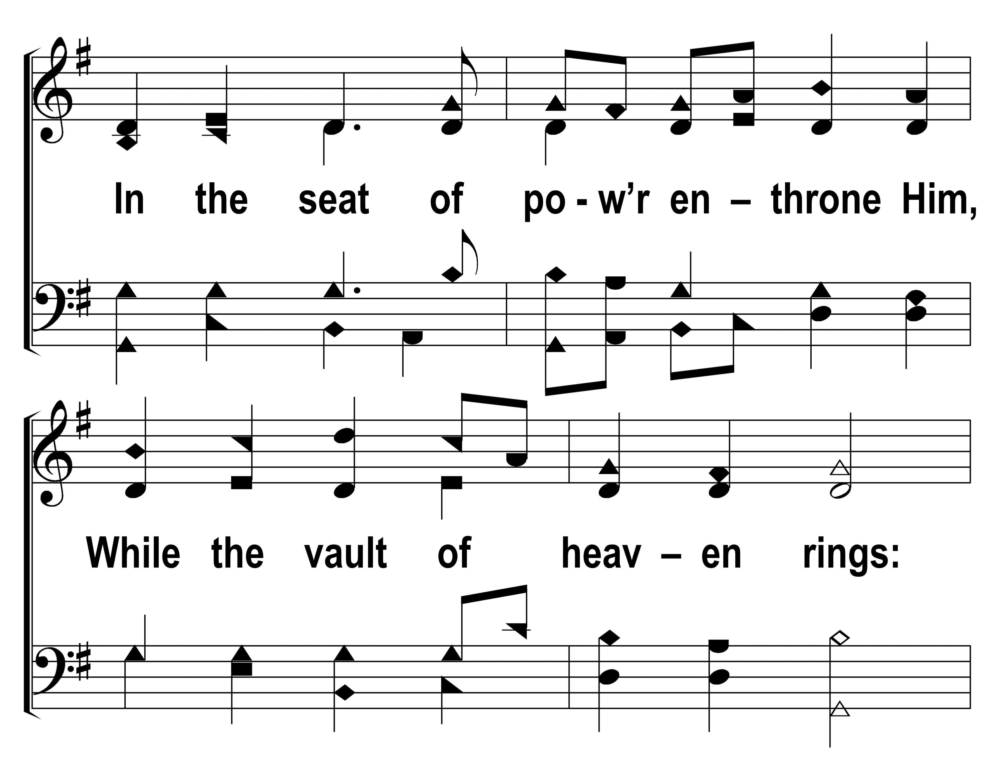 In the seat of po - w’r en – throne Him,
While the vault of heav – en rings: